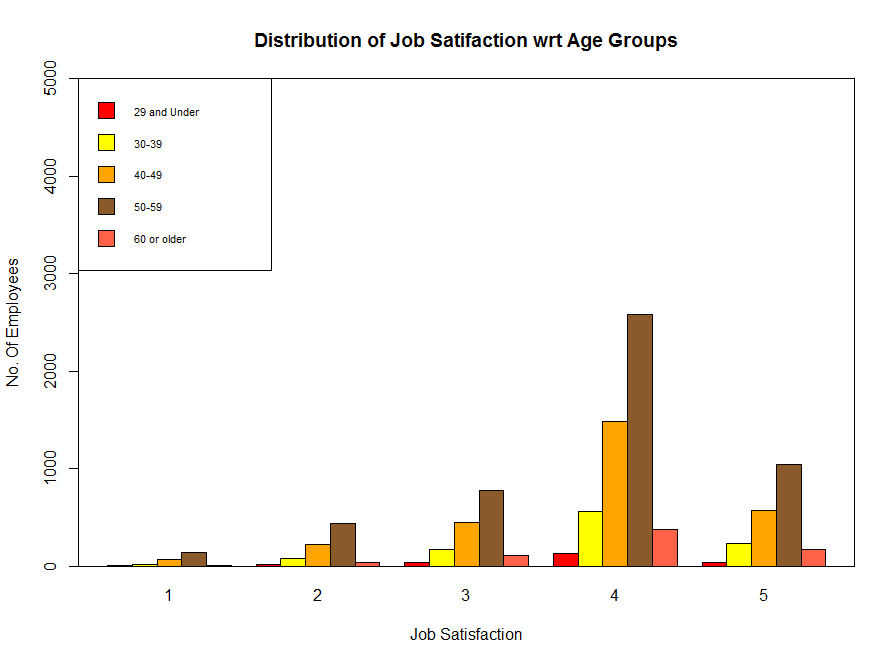 Distribution of Job Satifaction wrt Age Groups
5000
4000
3000
2000
1000
0
No. Of Employees
29 and Under
30-39
40-49
50-59
60 or older
1 2 3 4 5
Job Satisfaction